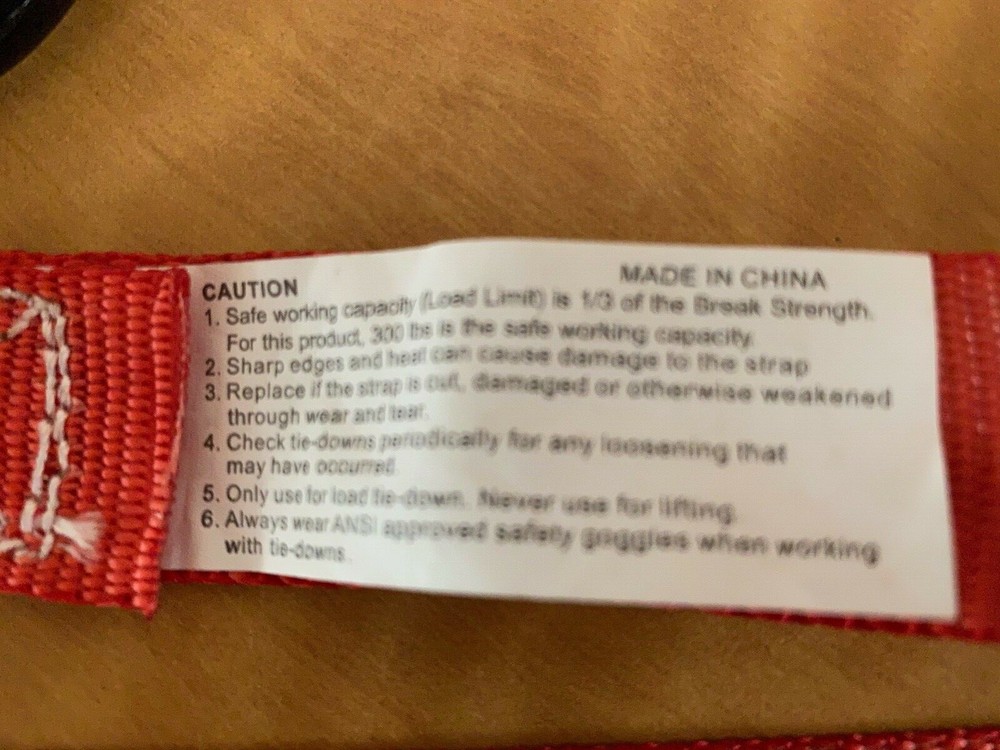 CAUTION
MADE IN CHINA
1. Safe working capacity (Load Limit) is 1/3 of the Break Strength.
For this product, 300 lbs is the safe working capacity.
2. Sharp edges and heat can cause damage to the strap
3. Replace if the strap is cut, damaged or otherwise weakened
through wear and tear.
4. Check tie-downs periodically for any loosening that
may have occurred.
5. Only use for load tie-down. Never use for lifting.
6. Always wear ANSI approved safety goggles when working
with tie-downs.